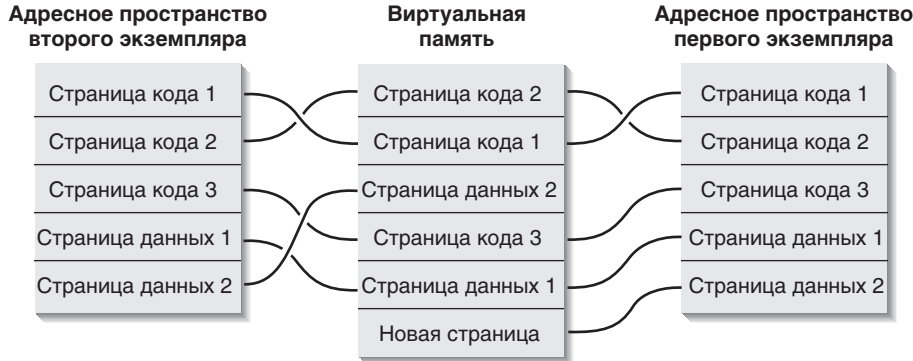 Адресное пространство
второго экземпляра
Страница кода 1
Страница кода 2
Страница кода 3
Страница данных 1
Страница данных 2
Виртуальная
память
Страница кода 2
Страница кода 1
Страница данных 2
Страница кода 3
Страница данных 1
Новая страница
Адресное пространство
первого экземпляра
Страница кода 1
Страница кода 2
Страница кода 3
Страница данных 1
Страница данных 2